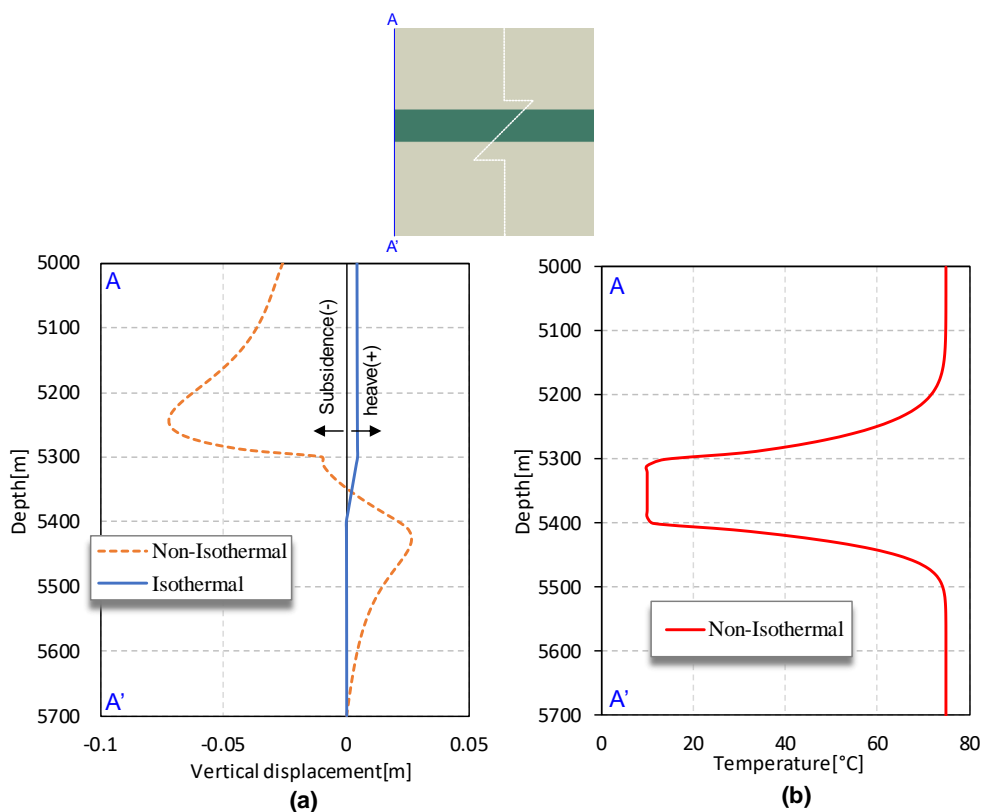 A
A'
5000
5100
5200
5300
5400
5500
5600
5700
Depth[m]
A
Subsidence(-)
heave(+)
Non-Isothermal
Isothermal
A’
-0.1
-0.05
0
0.05
Vertical displacement[m]
(a)
5000
5100
5200
5300
5400
5500
5600
5700
Depth[m]
A
Non-Isothermal
A’
0
20
40
60
80
Temperature[°C]
(b)